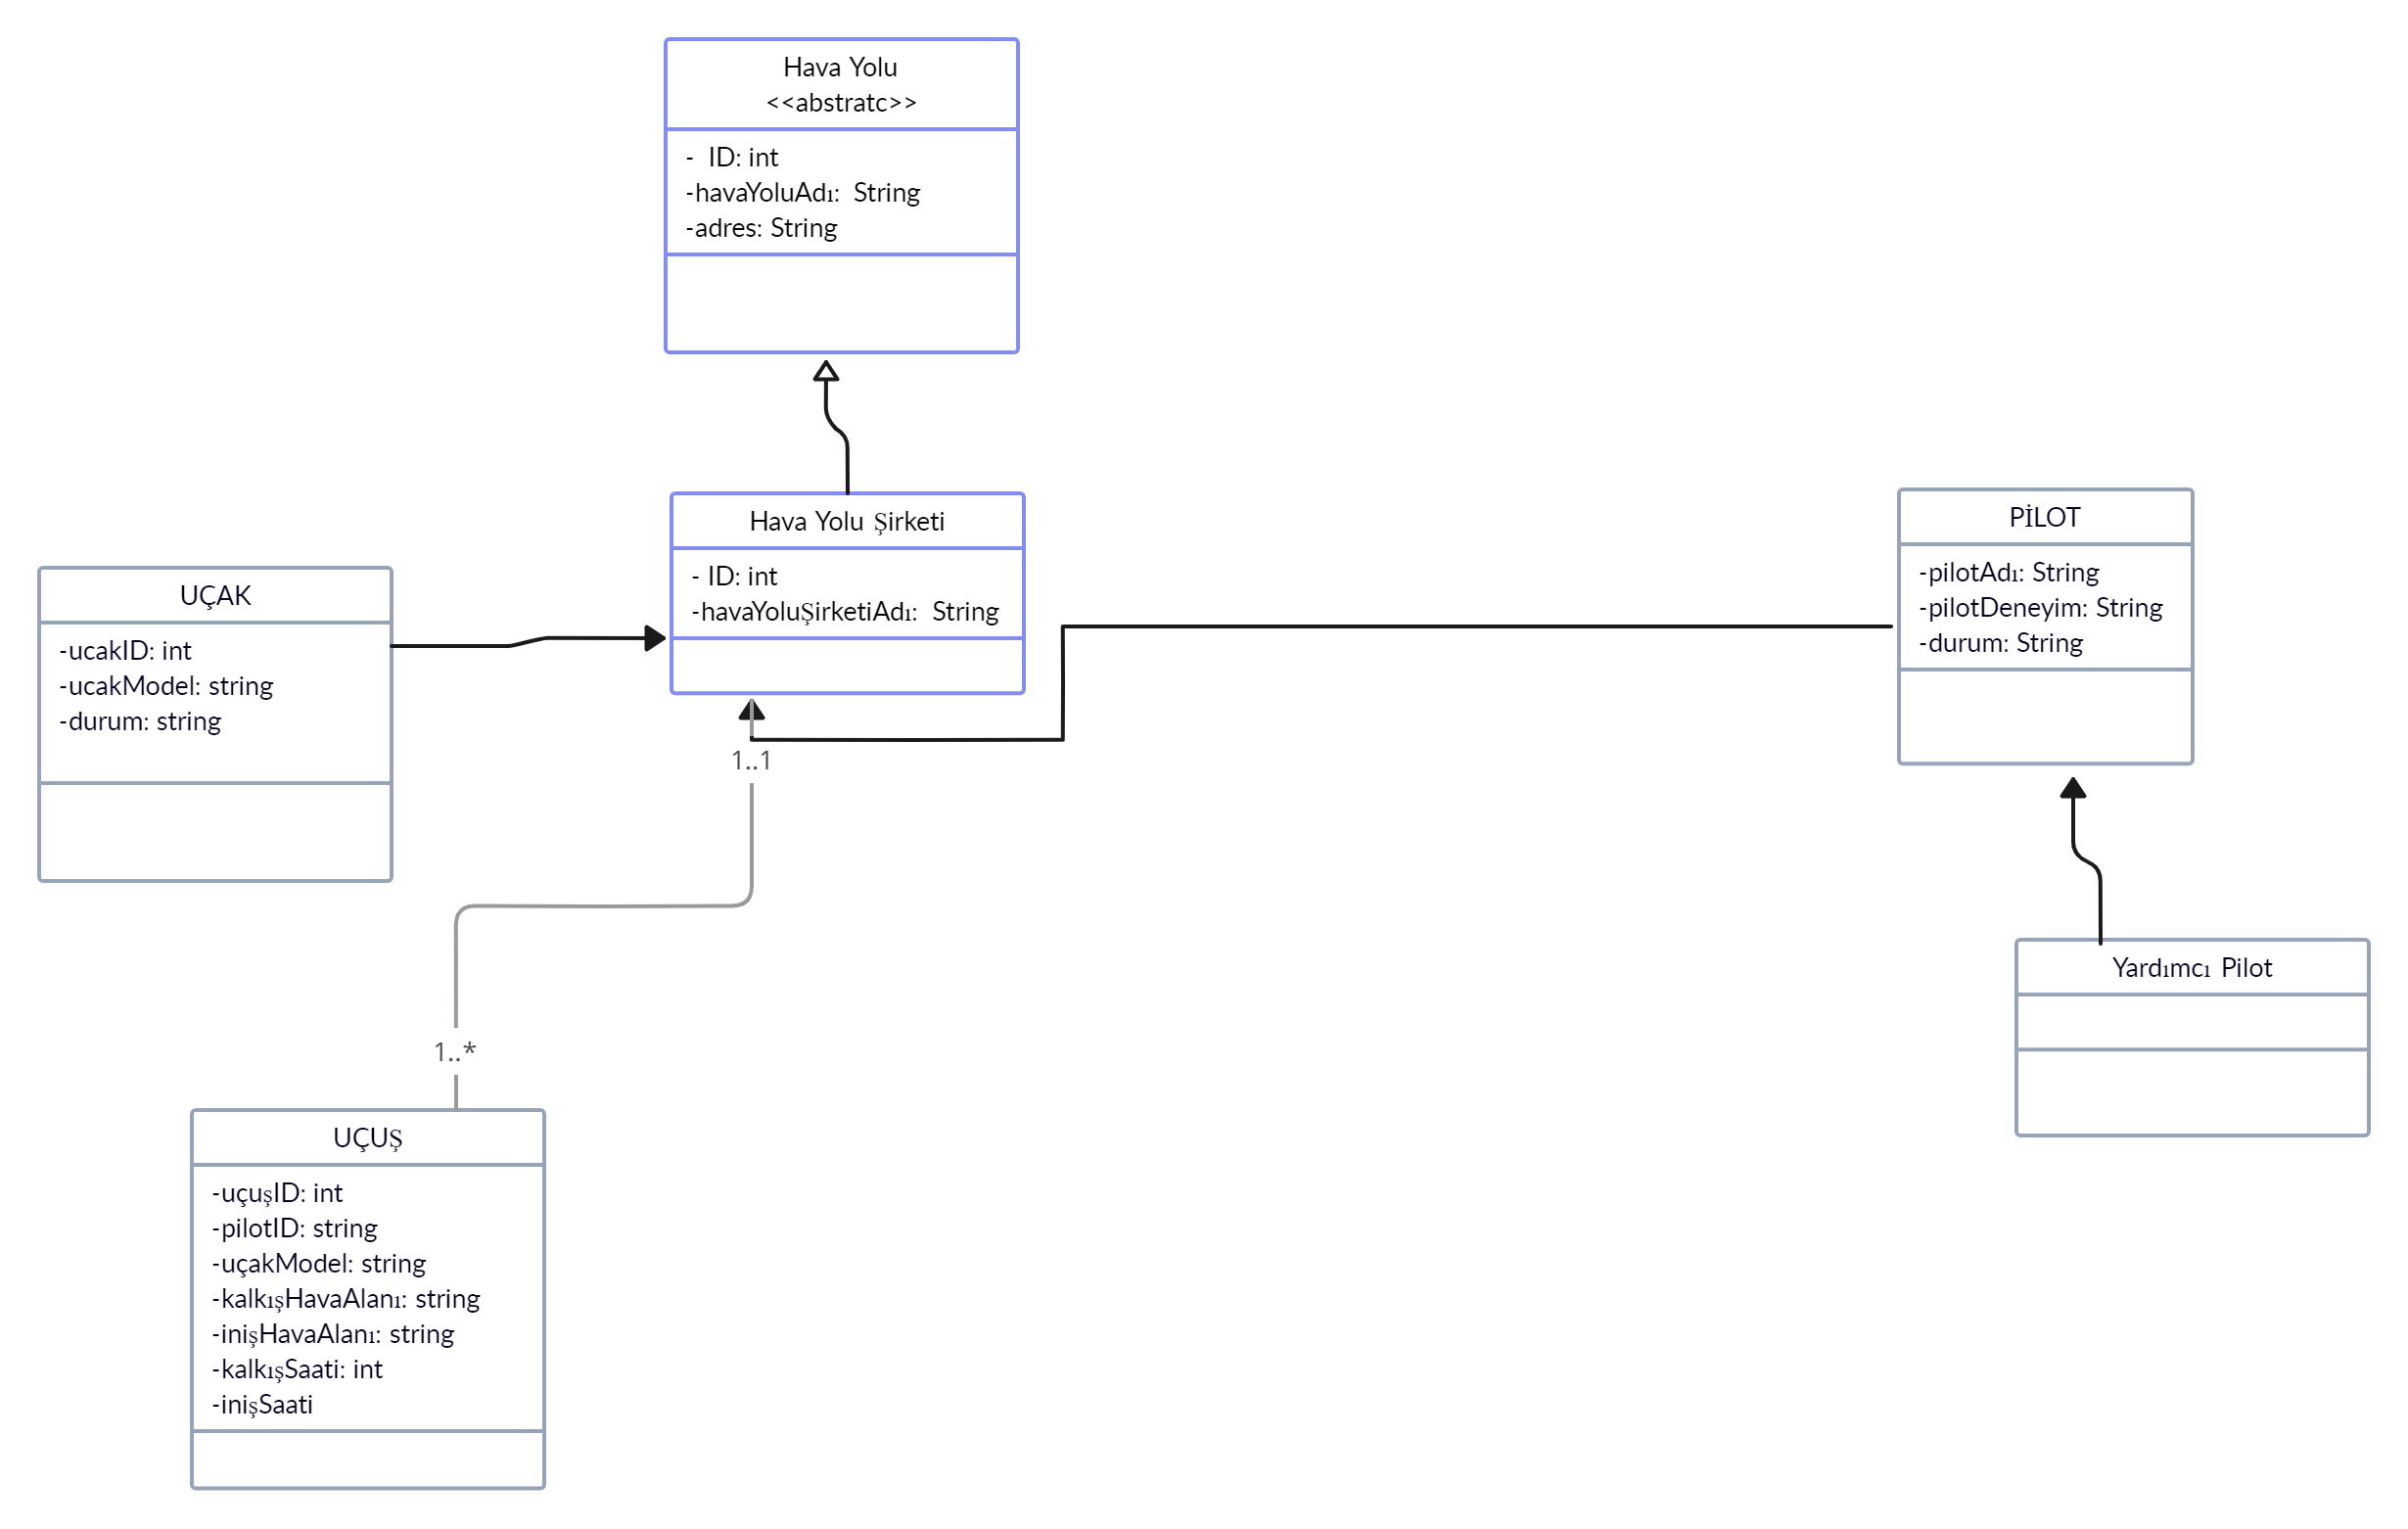 Hava Yolu
<<abstratc>>
- ID: int
-havaYoluAdı: String
-adres: String
Hava Yolu Şirketi
- ID: int
-havaYoluŞirketiAdı: String
PİLOT
-pilotAdı: String
-pilotDeneyim: String
-durum: String
UÇAK
-ucakID: int
-ucakModel: string
-durum: string
1..1
Yardımcı Pilot
1..*
UÇUŞ
-uçuşID: int
-pilotID: string
-uçakModel: string
-kalkışHavaAlanı: string
-inişHavaAlanı: string
-kalkışSaati: int
-inişSaati